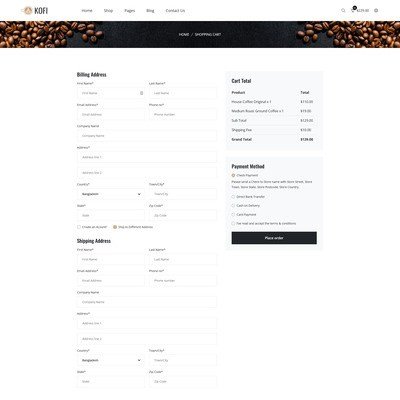 KOFI
Home Shop Pages Blog Contact Us
$129.00
HOME / SHOPPING CART
Billing Address
First Name* Last Name*
First Name Last Name
Email Address* Phone no*
Email Address Phone number
Company Name
Company Name
Address*
Address line 1
Address line 2
Country* Town/City*
Bangladesh Town/City
State* Zip Code*
State Zip Code
Create an Acount? Ship to Different Address
Shipping Address
First Name* Last Name*
First Name Last Name
Email Address* Phone no*
Email Address Phone number
Company Name
Company Name
Address*
Address line 1
Address line 2
Country* Town/City*
Bangladesh Town/City
State* Zip Code*
State Zip Code
Cart Total
Product Total
House Coffee Original x 1 $110.00
Medium Roast Ground Coffee x 1 $19.00
Sub Total $129.00
Shipping Fee $10.00
Grand Total $139.00
Payment Method
Check Payment
Please send a Check to Store name with Store Street, Store
Town, Store State, Store Postcode, Store Country.
Direct Bank Transfer
Cash on Delivery
Card Payment
I've read and accept the terms & conditions
Place order